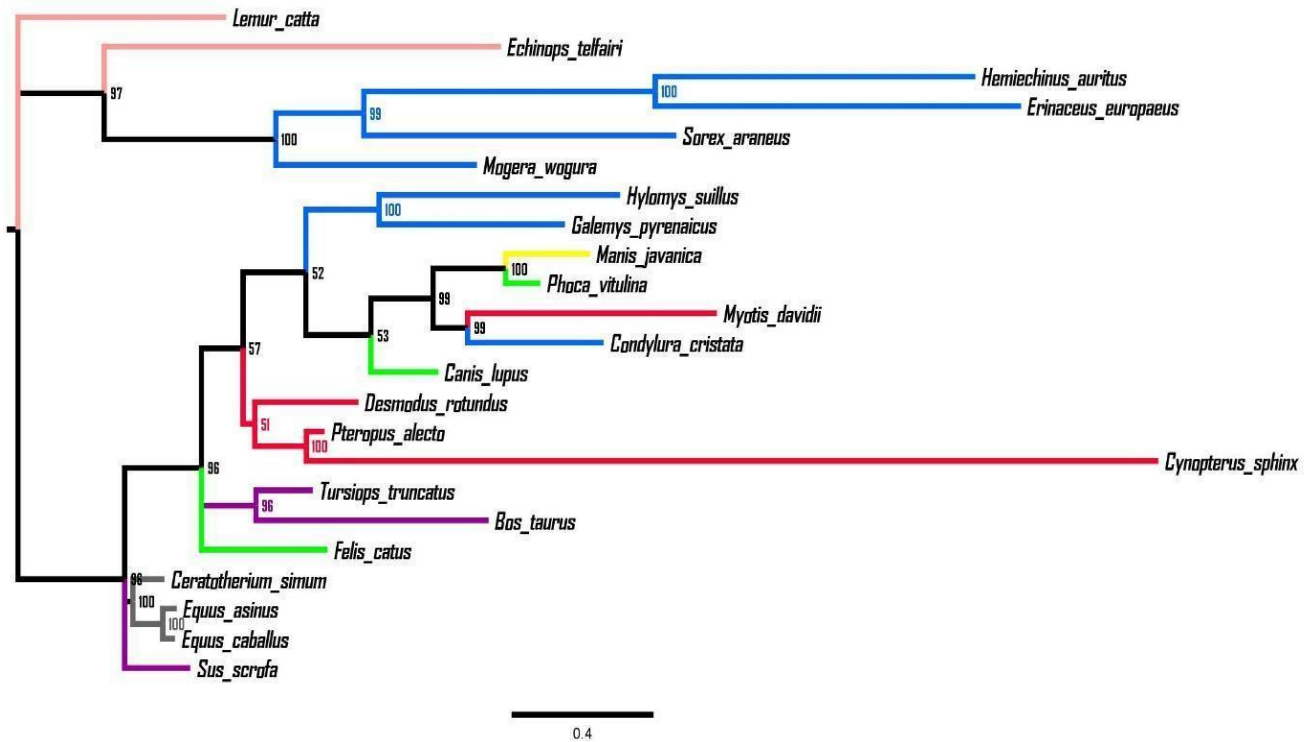 Lemur_catta
Echinops_telfairi
Hemiechinus_auritus
100
97
Erinaceus_europaeus
99
Sorex_araneus
100
Mogera_wogura
Hylomys_suillus
100
Galemys_pyrenaicus
Manis_javanica
100
52
Phoca_vitulina
99
Myotis_davidii
99
53
Condylura_cristata
57
Canis_lupus
Desmodus_rotundus
51
Pteropus_alecto
100
Cynopterus_sphinx
96
Tursiops_truncatus
96
Bos_taurus
Felis_catus
96
Ceratotherium_simum
100
Equus_asinus
100
Equus_caballus
Sus_scrofa
0.4